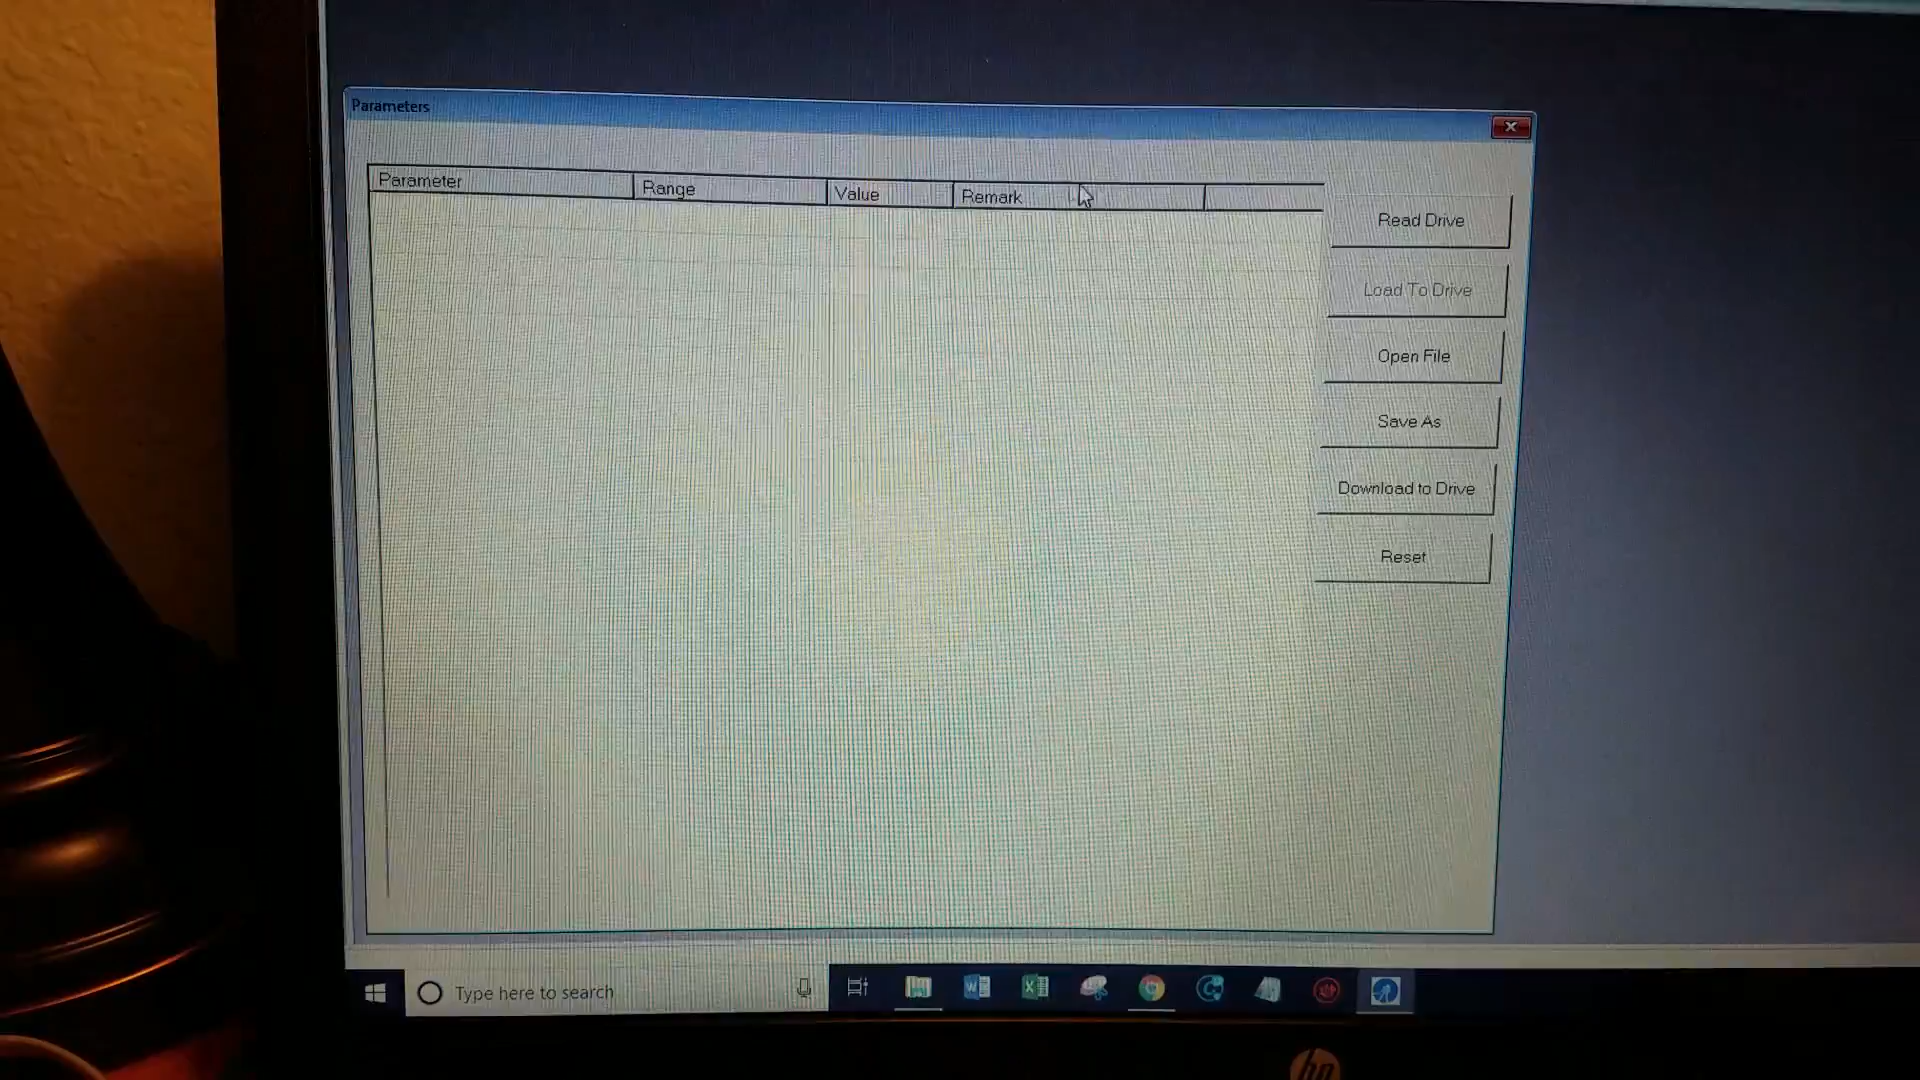 Parameters
Parameter Range Value Remark
Read Drive
Load To Drive
Open File
Save As
Download to Drive
Reset
Type here to search
hp